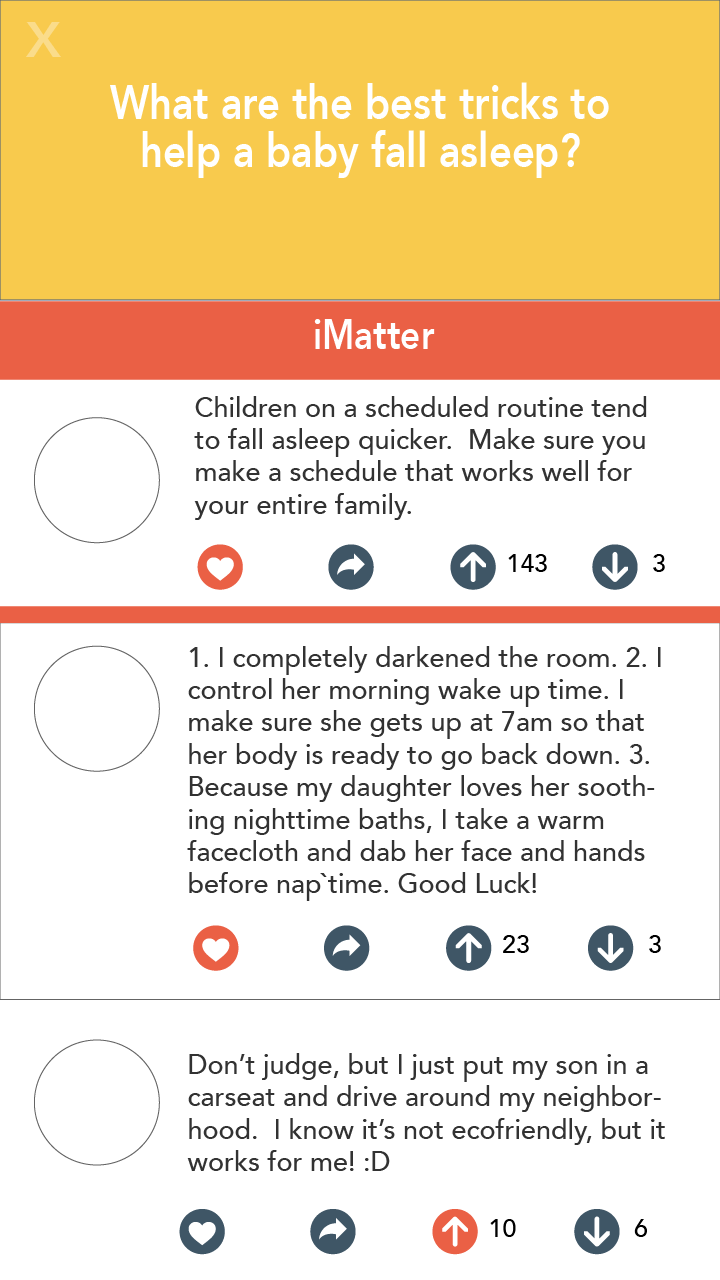 X
What are the best tricks to
help a baby fall asleep?
iMatter
Children on a scheduled routine tend
to fall asleep quicker.  Make sure you
make a schedule that works well for
your entire family.
143 3
1. I completely darkened the room. 2. I
control her morning wake up time. I
make sure she gets up at 7am so that
her body is ready to go back down. 3.
Because my daughter loves her sooth-
ing nighttime baths, I take a warm
facecloth and dab her face and hands
before nap`time. Good Luck!
23 3
Don’t judge, but I just put my son in a
carseat and drive around my neighbor-
hood.  I know it’s not ecofriendly, but it
works for me! :D
10 6